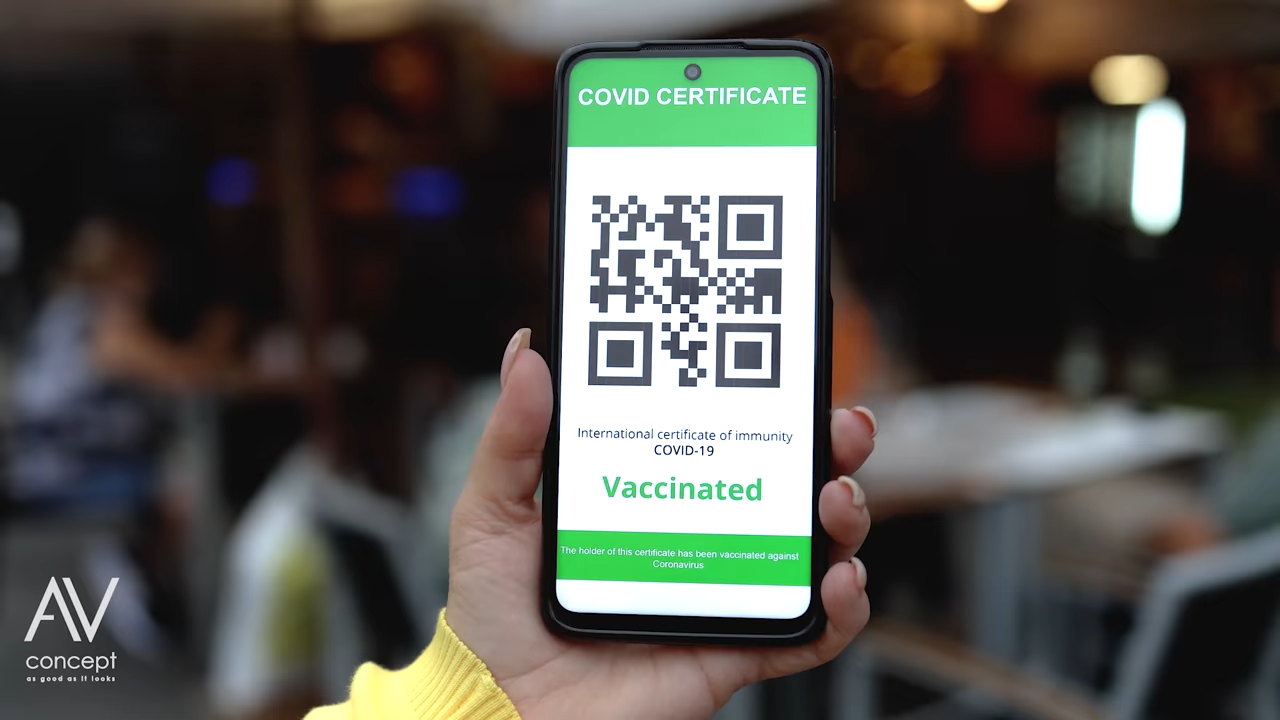 COVID CERTIFICATE
International certificate of immunity
COVID-19
Vaccinated
The holder of this certificate has been vaccinated against
Coronavirus
AV
concept
as good as it looks